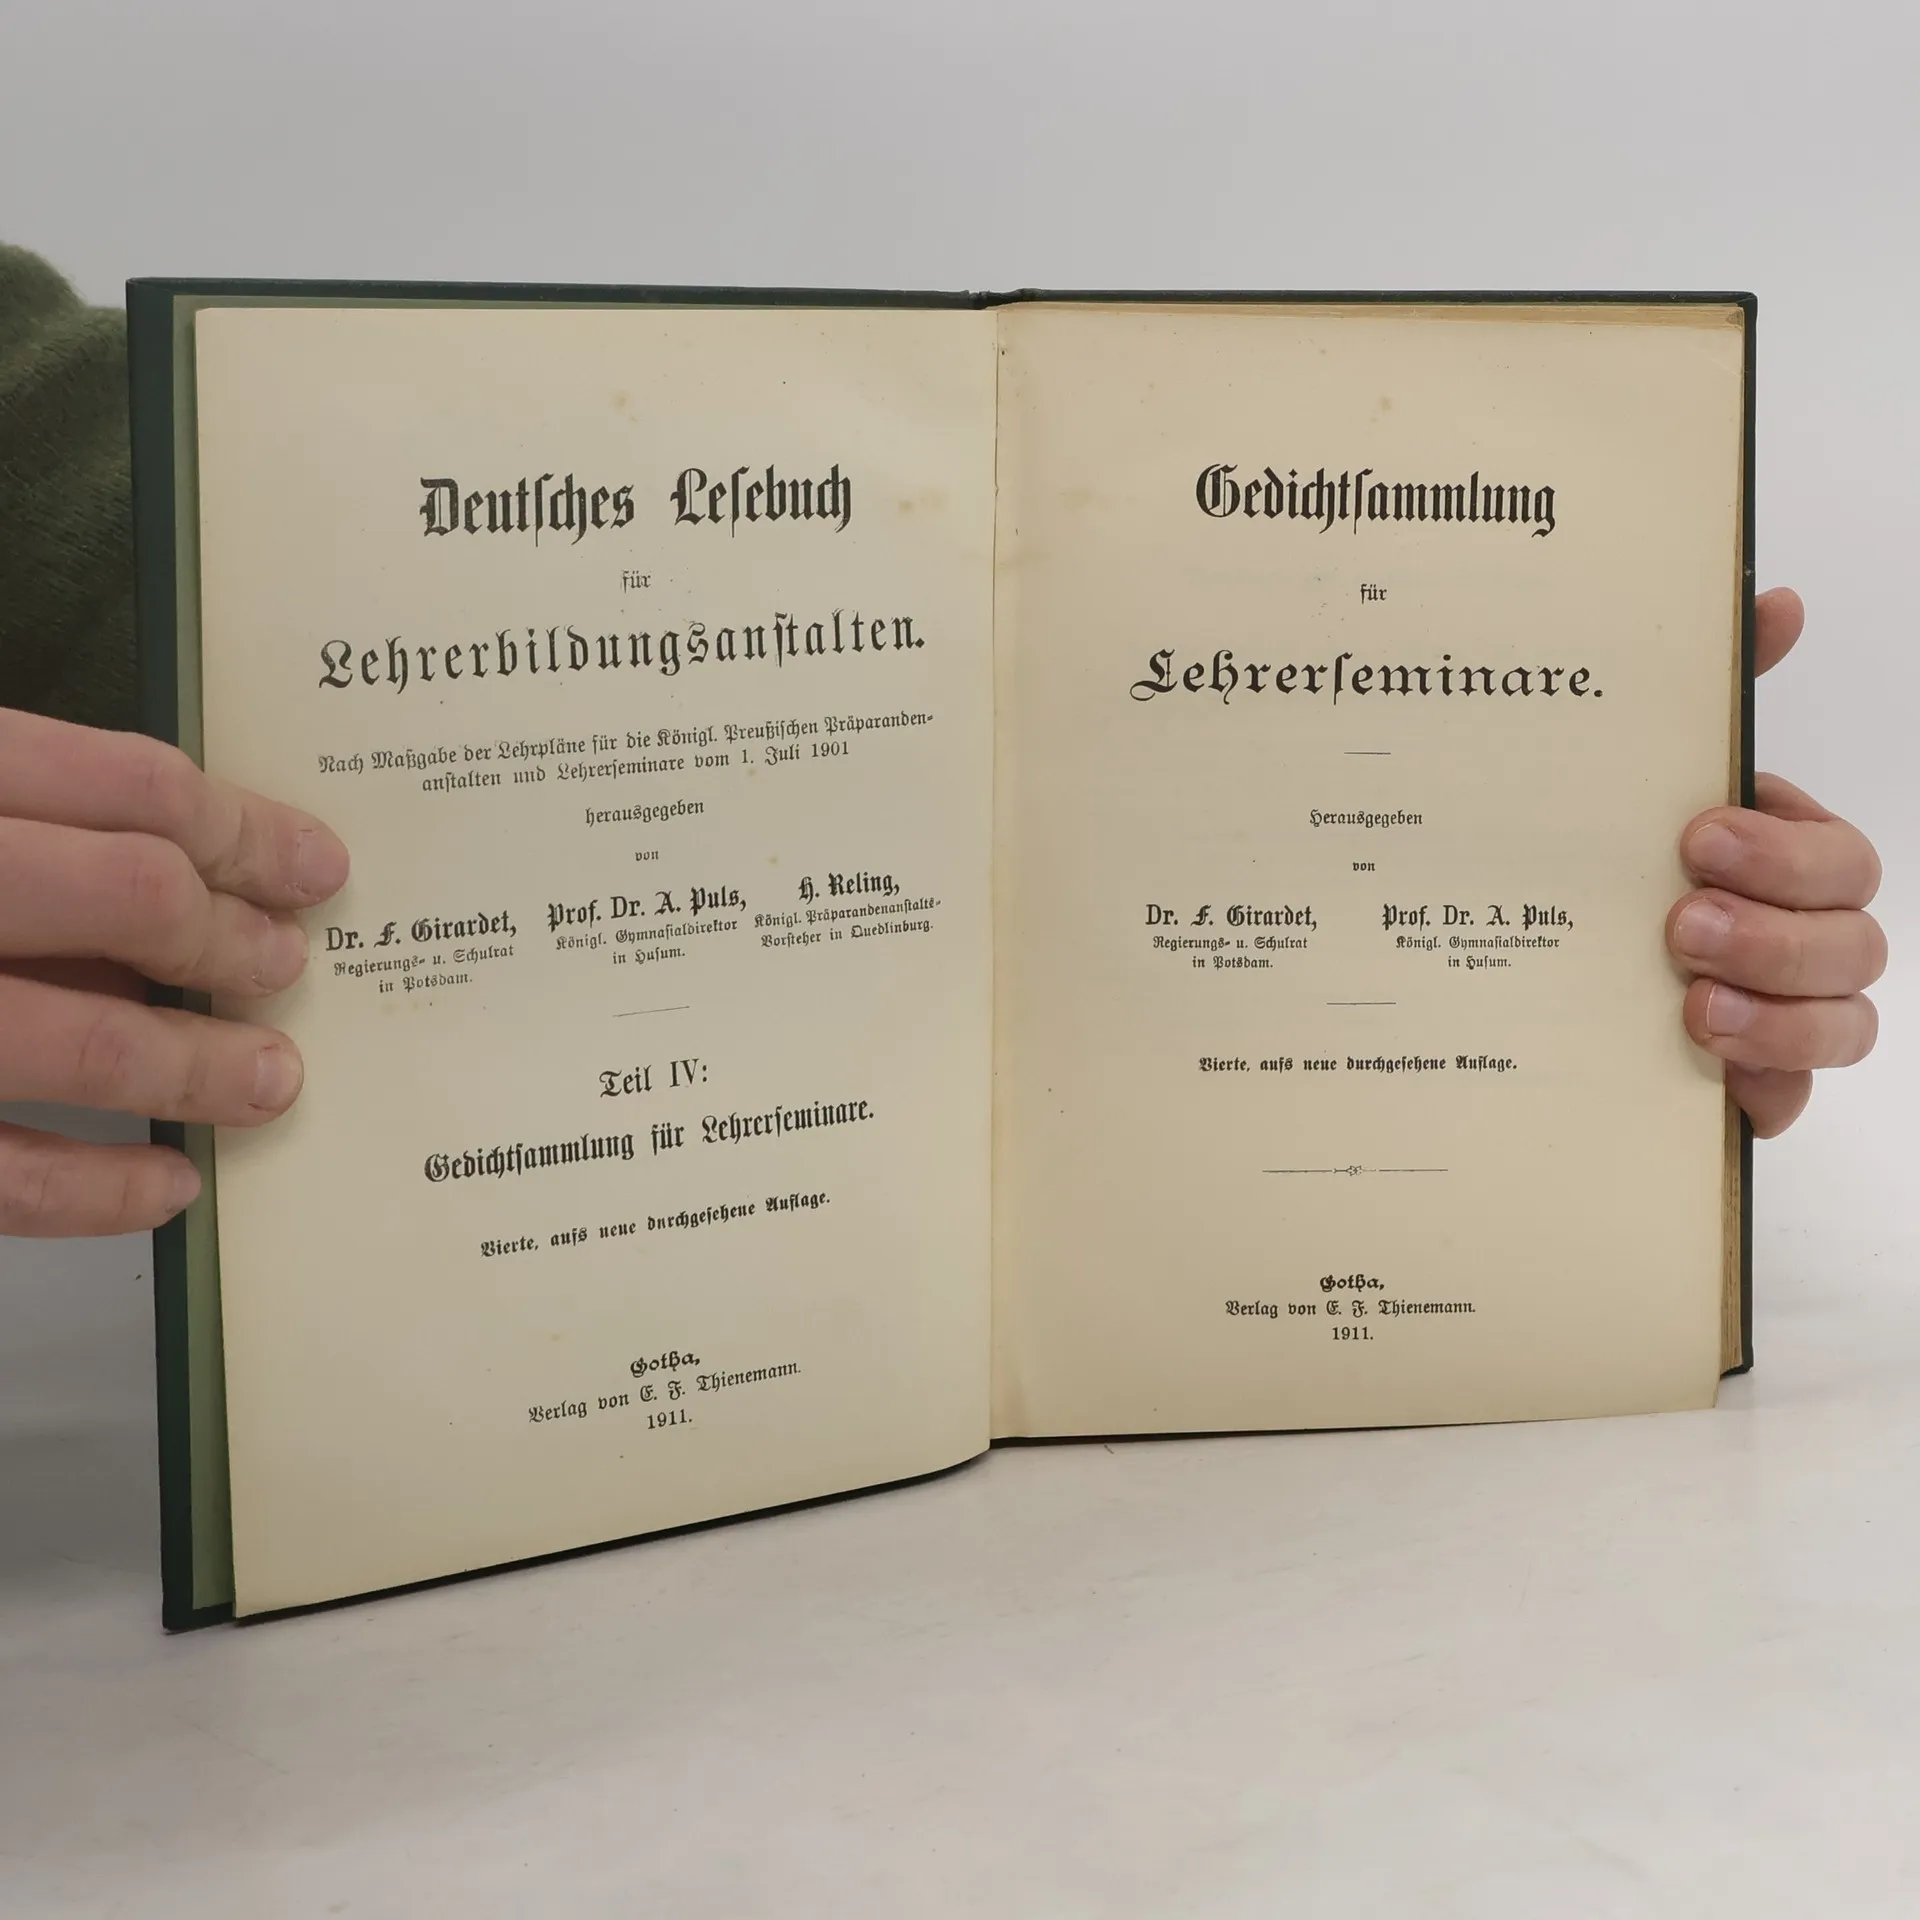 Deutsches Lesebuch
für
Lehrerbildungsanstalten.
Nach Maßgabe der Lehrpläne für die Königl. Preußischen Präparanden-
anstalten und Lehrerseminare vom 1. Juli 1901
herausgegeben
von
Dr. F. Girardet, Prof. Dr. A. Puls, H. Reling,
Regierungs- u. Schulrat Königl. Gymnasialdirektor Königl. Präparandenanstalts-
in Potsdam. in Husum. Vorsteher in Quedlinburg.
Teil IV:
Gedichtsammlung für Lehrerseminare.
Vierte, aufs neue durchgesehene Auflage.
Gotha,
Verlag von E. F. Thienemann.
1911.
Gedichtsammlung
für
Lehrerseminare.
Herausgegeben
von
Dr. F. Girardet, Prof. Dr. A. Puls,
Regierungs- u. Schulrat Königl. Gymnasialdirektor
in Potsdam. in Husum.
Vierte, aufs neue durchgesehene Auflage.
Gotha,
Verlag von E. F. Thienemann.
1911.